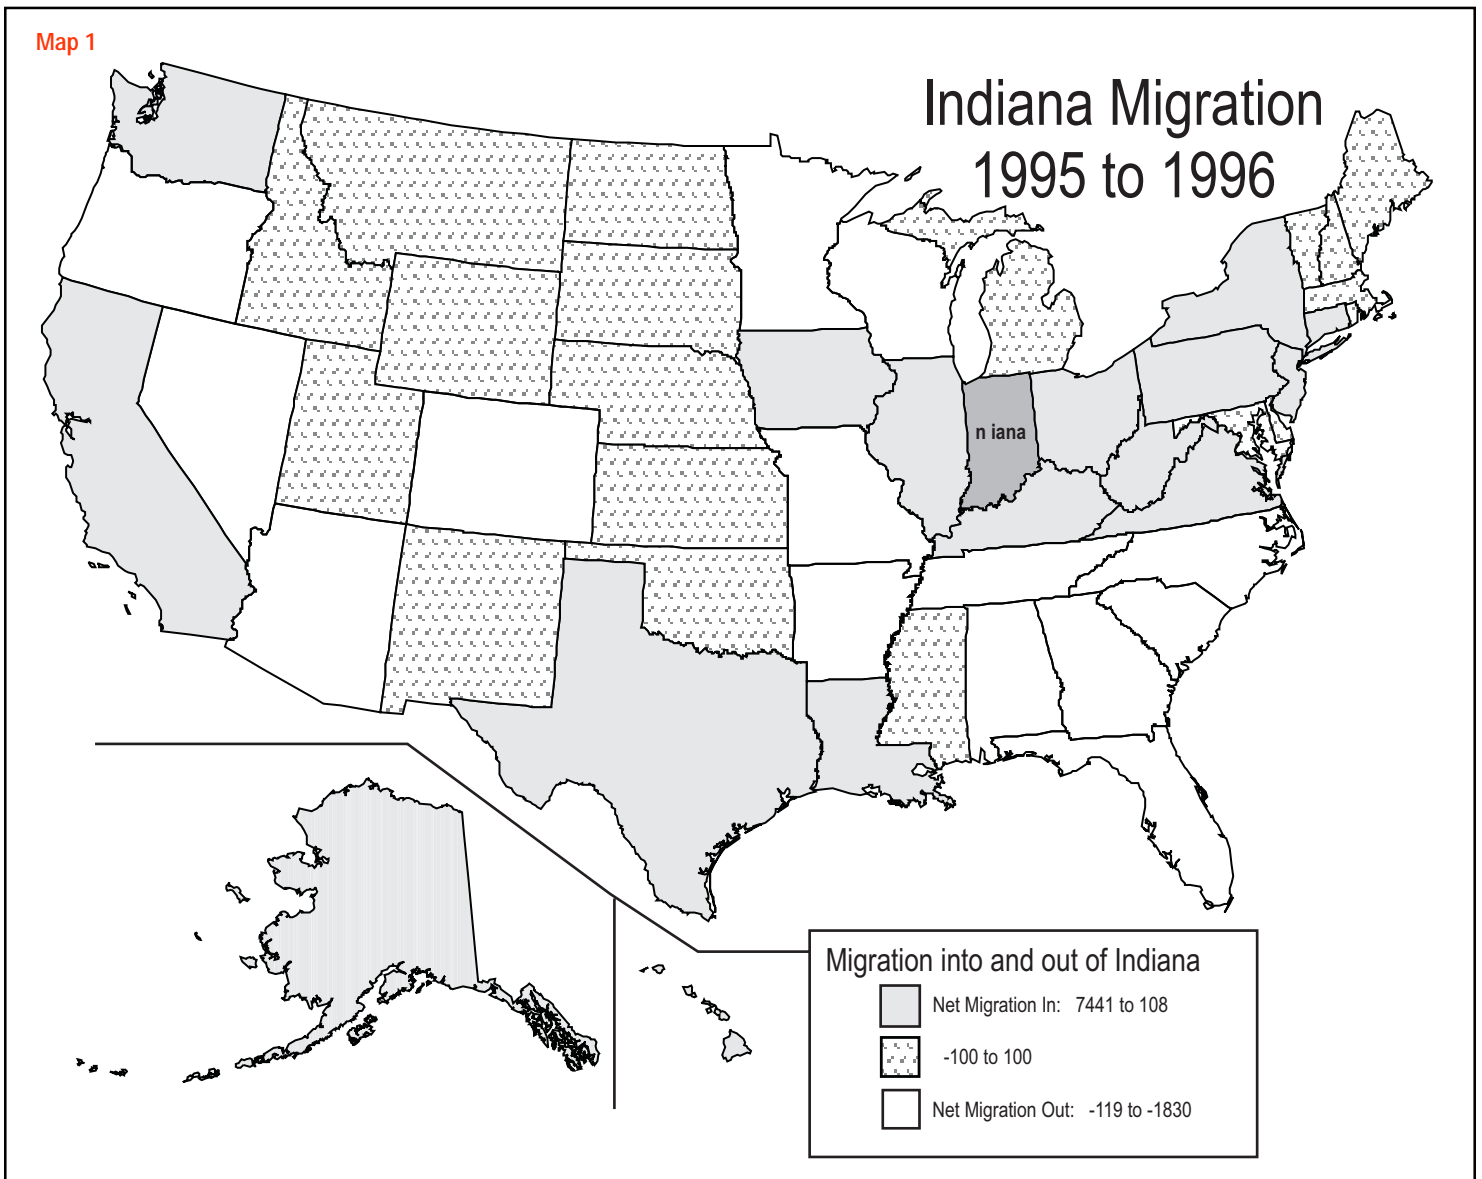 Map 1
Indiana Migration
1995 to 1996
n iana
Migration into and out of Indiana
Net Migration In: 7441 to 108
-100 to 100
Net Migration Out: -119 to -1830